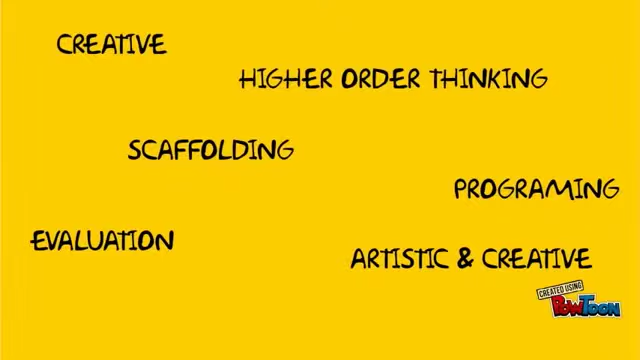 CREATIVE
HIGHER ORDER THINKING
SCAFFOLDING
PROGRAMING
EVALUATION
ARTISTIC & CREATIVE
CREATED USING
POWTOON